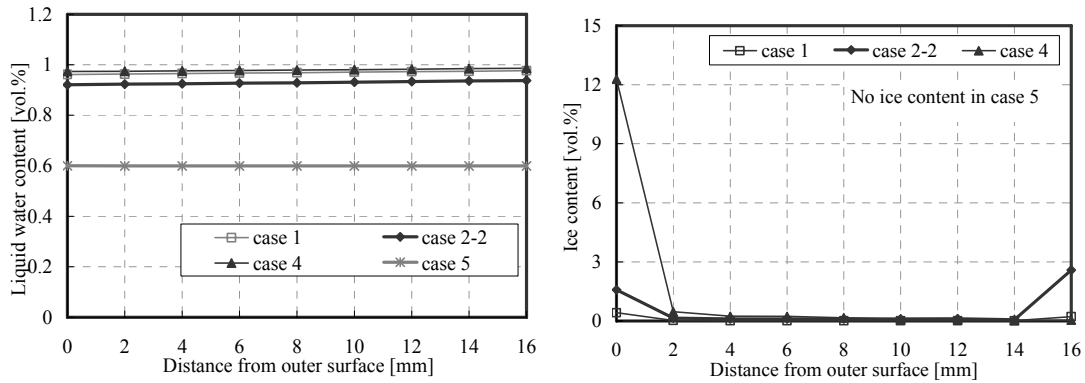 1.2
1
0.8
0.6
0.4
0.2
0
Liquid water content [vol.%]
case 1
case 2-2
case 4
case 5
0 2 4 6 8 10 12 14 16
Distance from outer surface [mm]
15
12
9
6
3
0
Ice content [vol.%]
case 1 case 2-2 case 4
No ice content in case 5
0 2 4 6 8 10 12 14 16
Distance from outer surface [mm]